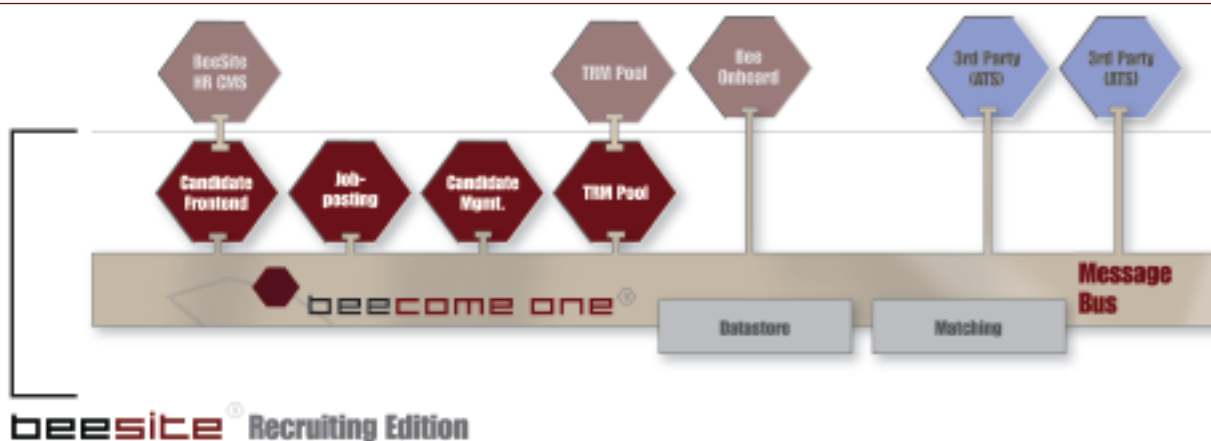 BeeSite
HR CMS
TRM Pool
Bee
Onboard
3rd Party
(ATS)
3rd Party
(ATS)
Candidate
Frontend
Job-
posting
Candidate
Mgmt.
TRM Pool
beecome one®
Message
Bus
Datastore
Matching
beesite® Recruiting Edition